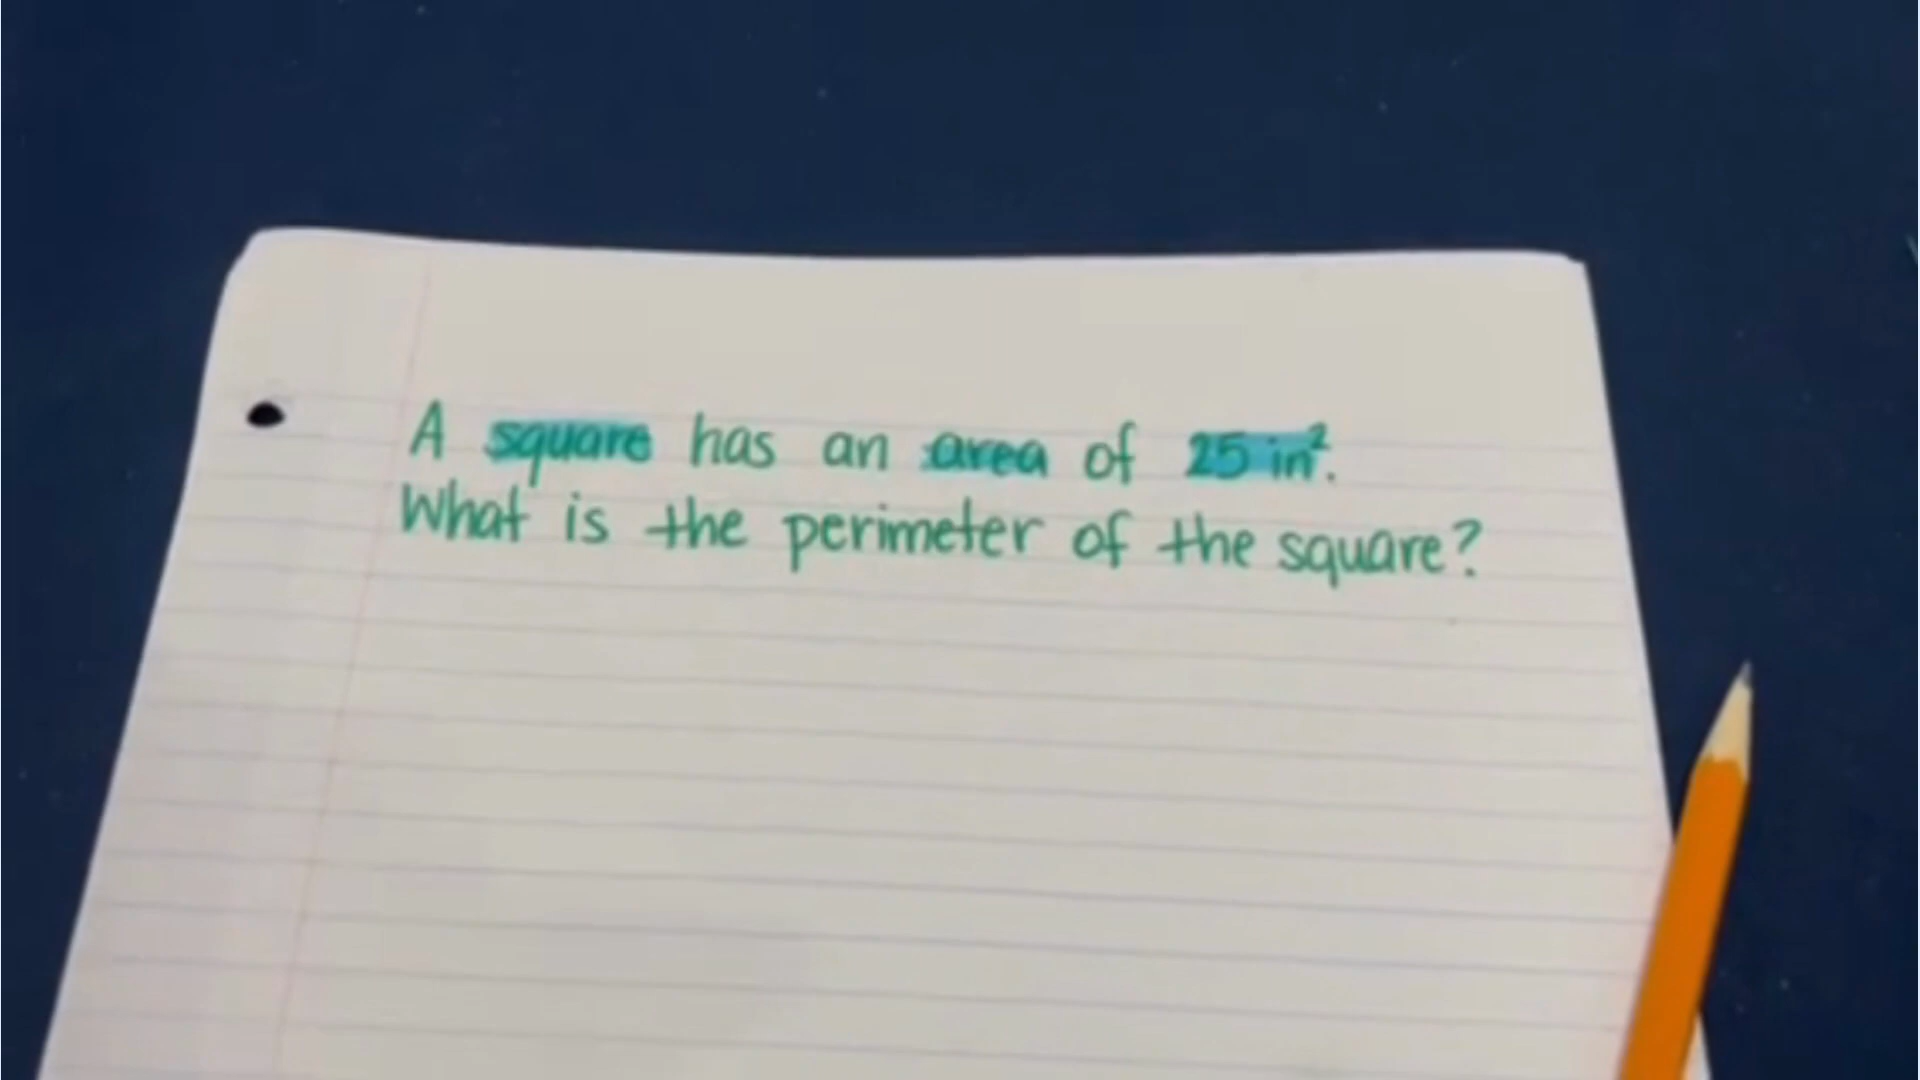 A square has an area of 25 in².
What is the perimeter of the square?